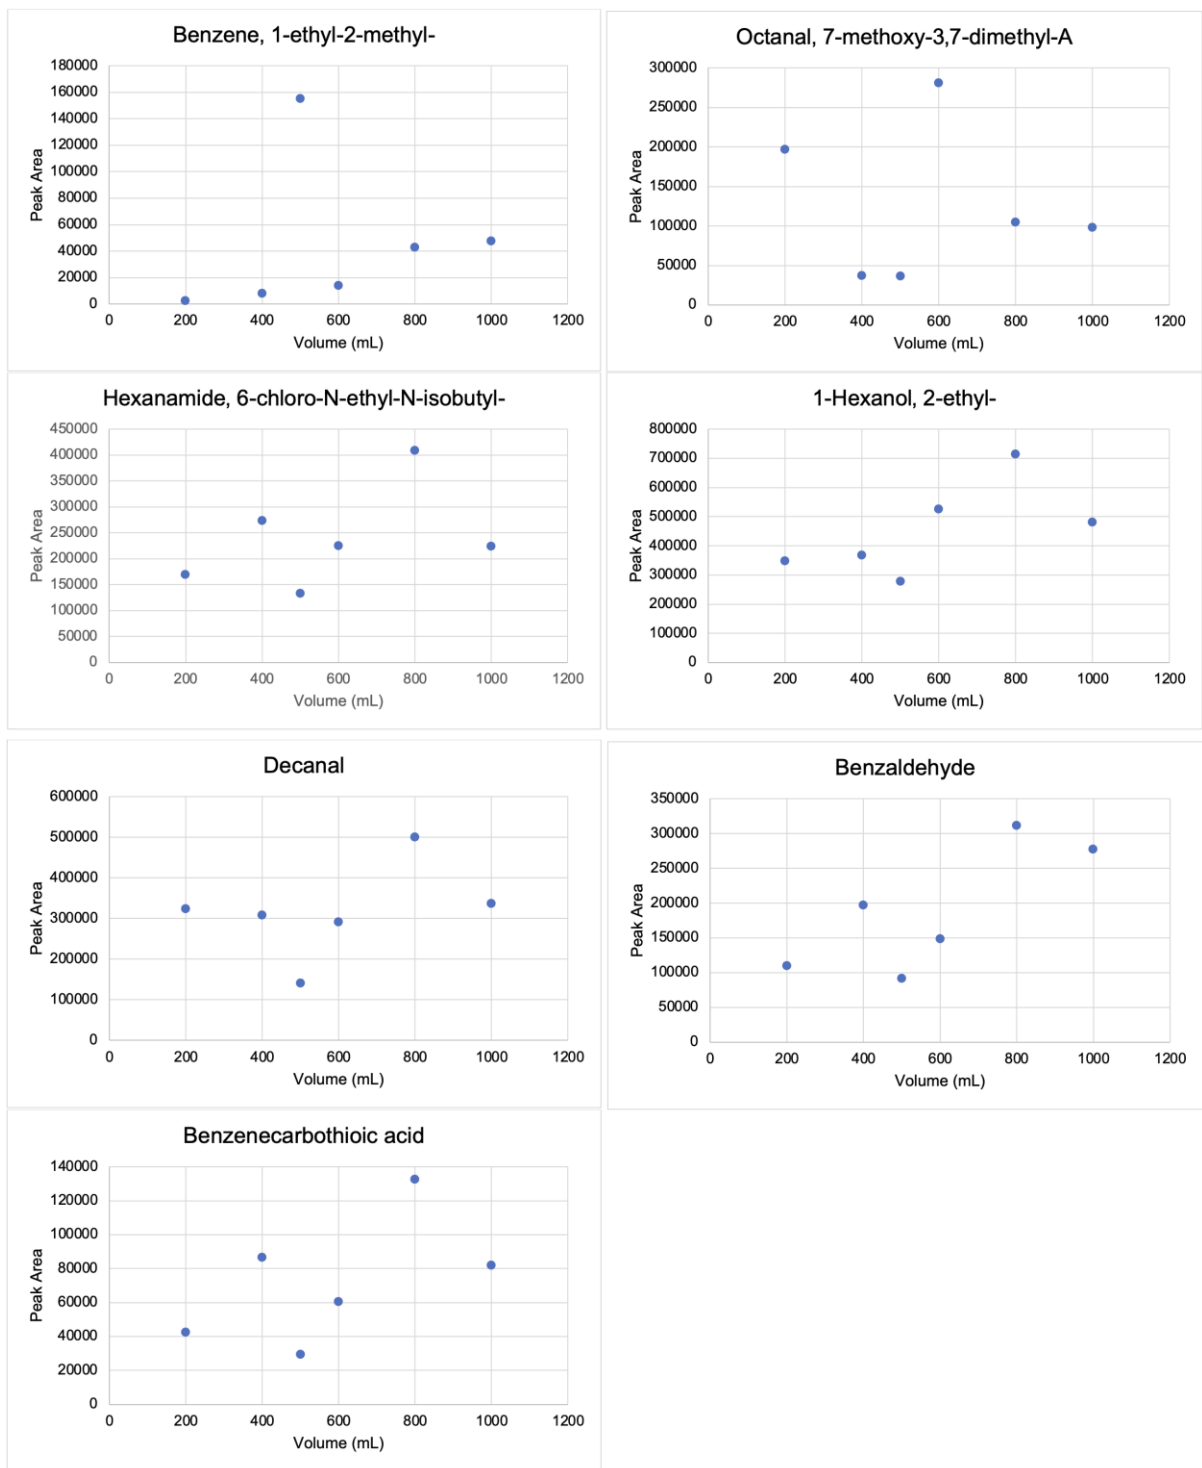 Benzene, 1-ethyl-2-methyl-
180000
160000
140000
120000
100000
80000
60000
40000
20000
0
Peak Area
0 200 400 600 800 1000 1200
Volume (mL)
Octanal, 7-methoxy-3,7-dimethyl-A
300000
250000
200000
150000
100000
50000
0
Peak Area
0 200 400 600 800 1000 1200
Volume (mL)
Hexanamide, 6-chloro-N-ethyl-N-isobutyl-
450000
400000
350000
300000
250000
200000
150000
100000
50000
0
Peak Area
0 200 400 600 800 1000 1200
Volume (mL)
1-Hexanol, 2-ethyl-
800000
700000
600000
500000
400000
300000
200000
100000
0
Peak Area
0 200 400 600 800 1000 1200
Volume (mL)
Decanal
600000
500000
400000
300000
200000
100000
0
Peak Area
0 200 400 600 800 1000 1200
Volume (mL)
Benzaldehyde
350000
300000
250000
200000
150000
100000
50000
0
Peak Area
0 200 400 600 800 1000 1200
Volume (mL)
Benzenecarbothioic acid
140000
120000
100000
80000
60000
40000
20000
0
Peak Area
0 200 400 600 800 1000 1200
Volume (mL)